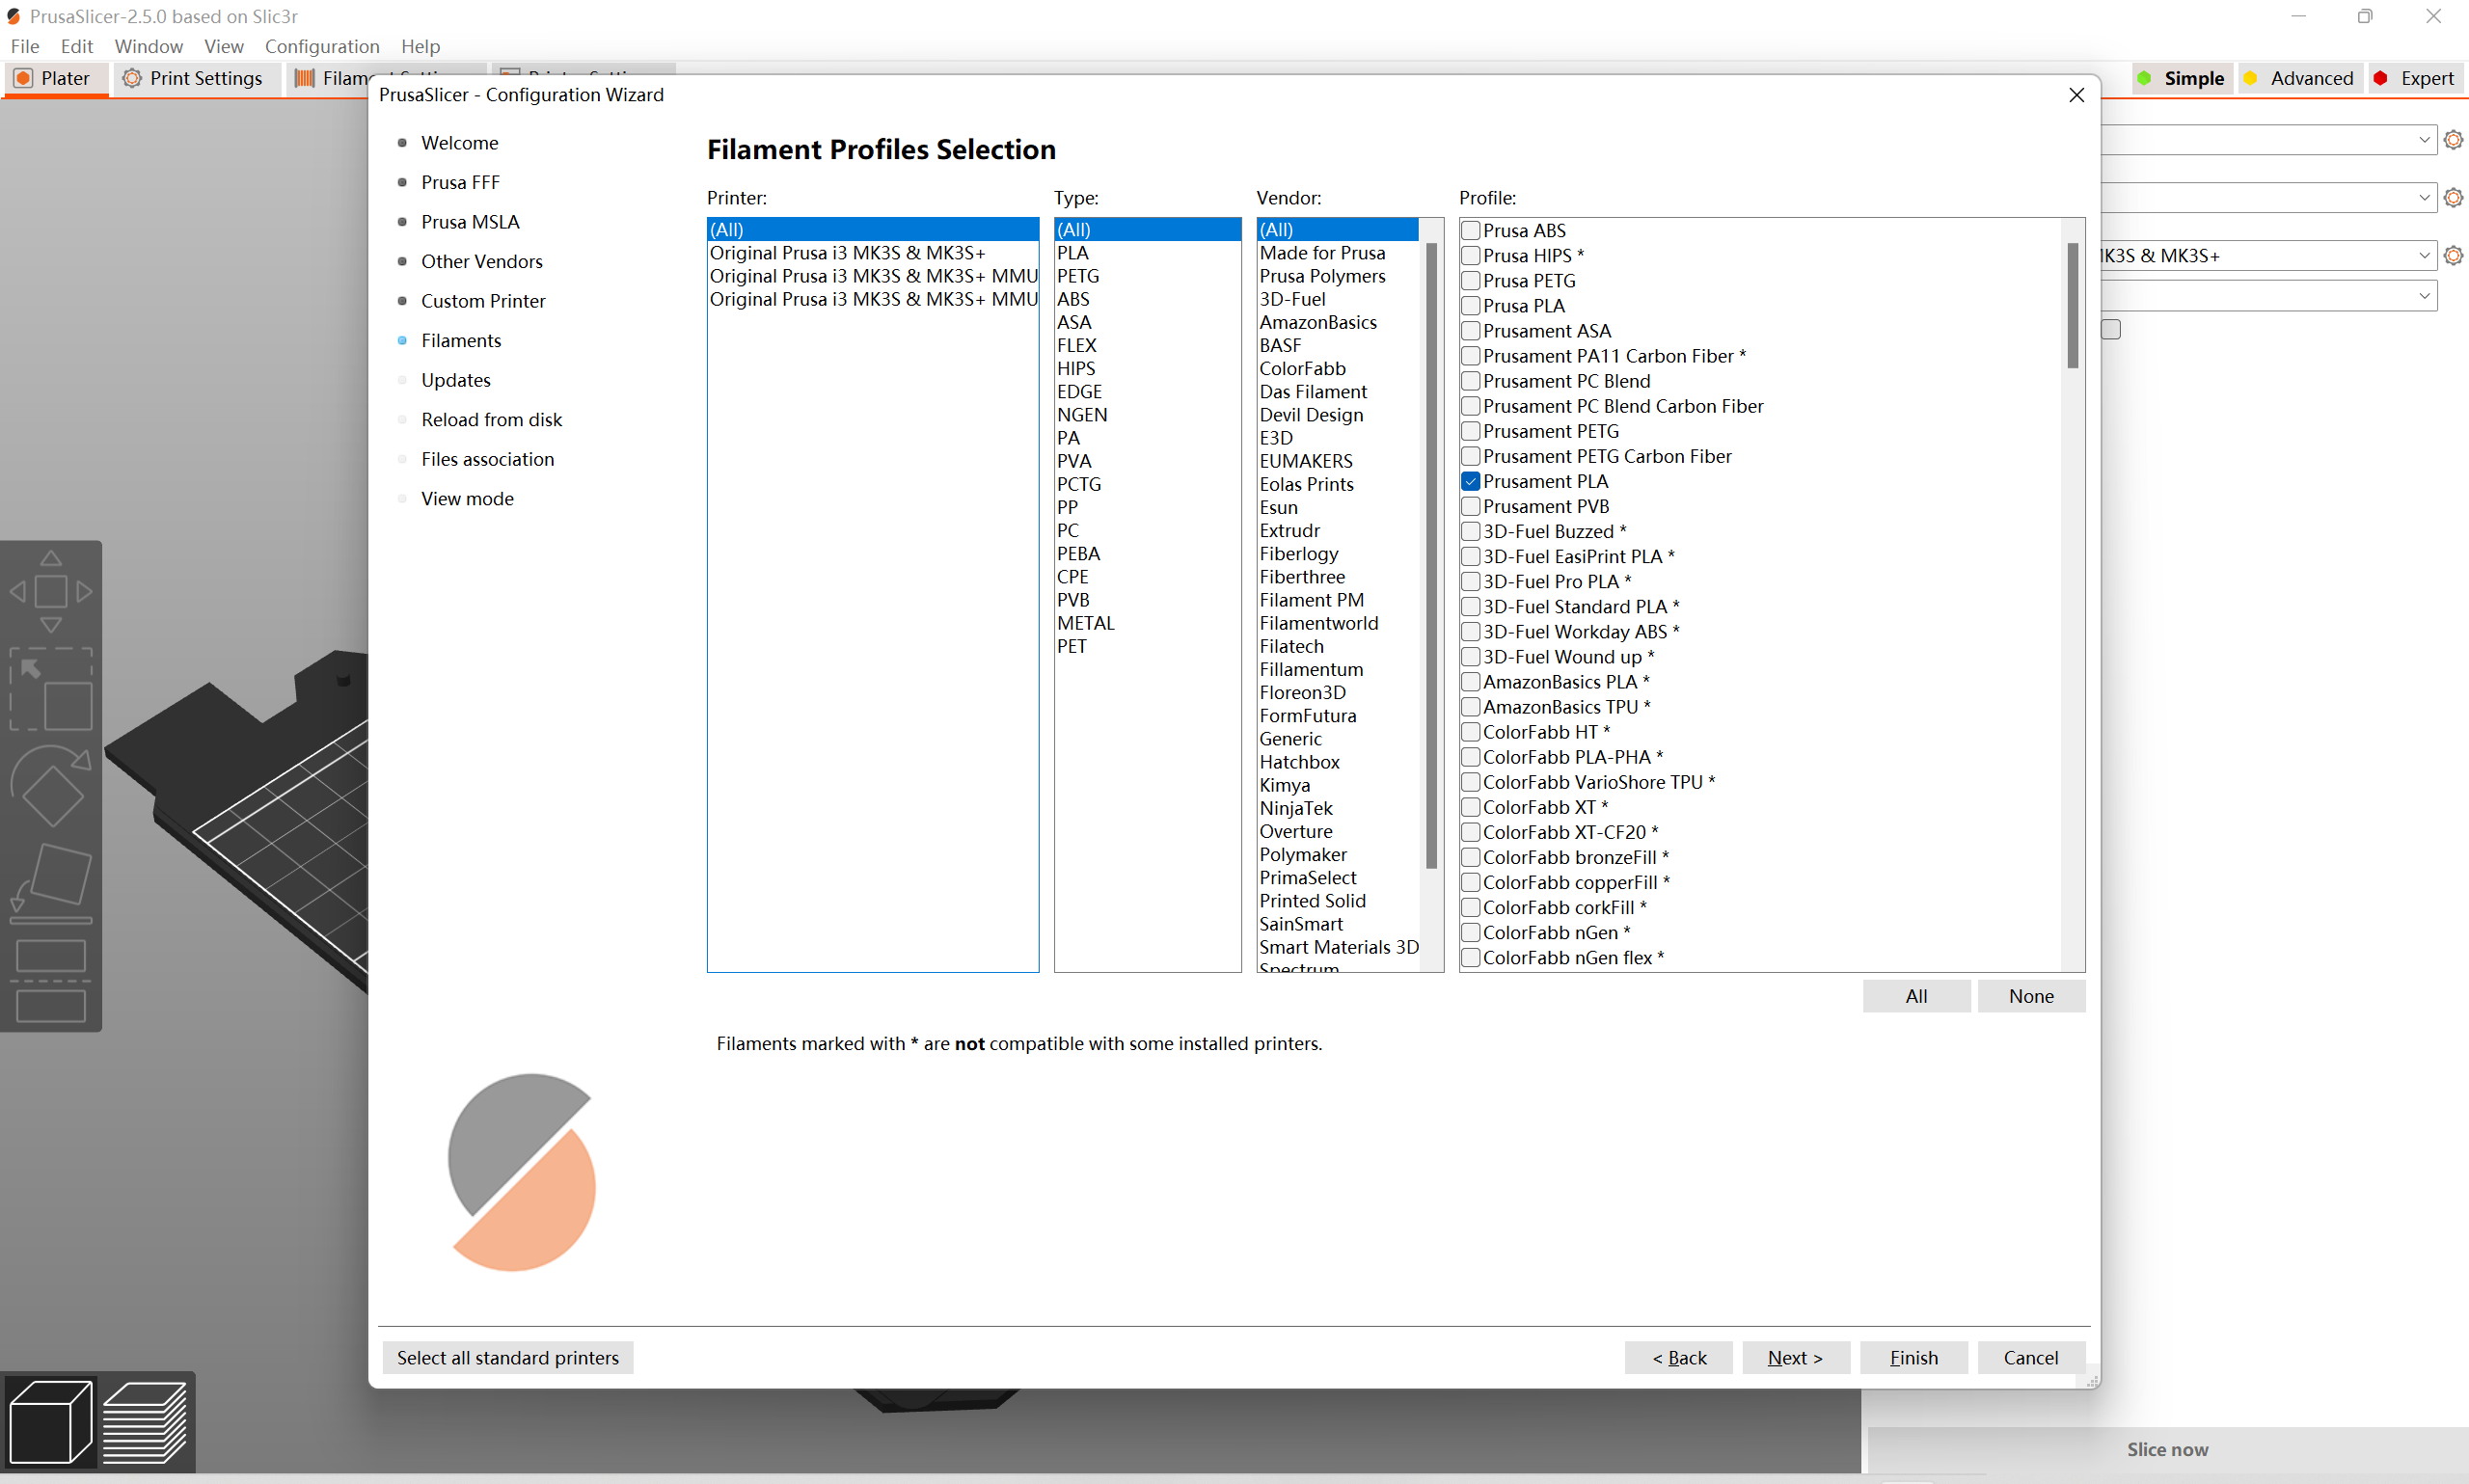 PrusaSlicer-2.5.0 based on Slic3r
File Edit Window View Configuration Help
Plater Print Settings
Simple Advanced Expert
PrusaSlicer - Configuration Wizard
Welcome
Prusa FFF
Prusa MSLA
Other Vendors
Custom Printer
Filaments
Updates
Reload from disk
Files association
View mode
Filament Profiles Selection
Printer:
(All)
Original Prusa i3 MK3S & MK3S+
Original Prusa i3 MK3S & MK3S+ MMU
Original Prusa i3 MK3S & MK3S+ MMU
Type:
(All)
PLA
PETG
ABS
ASA
FLEX
HIPS
EDGE
NGEN
PA
PVA
PCTG
PP
PC
PEBA
CPE
PVB
METAL
PET
Vendor:
(All)
Made for Prusa
Prusa Polymers
3D-Fuel
AmazonBasics
BASF
ColorFabb
Das Filament
Devil Design
E3D
EUMAKERS
Eolas Prints
Esun
Extrudr
Fiberlogy
Fiberthree
Filament PM
Filamentworld
Filatech
Fillamentum
Floreon3D
FormFutura
Generic
Hatchbox
Kimya
NinjaTek
Overture
Polymaker
PrimaSelect
Printed Solid
SainSmart
Smart Materials 3D
Spectrum
Profile:
Prusa ABS
Prusa HIPS *
Prusa PETG
Prusa PLA
Prusament ASA
Prusament PA11 Carbon Fiber *
Prusament PC Blend
Prusament PC Blend Carbon Fiber
Prusament PETG
Prusament PETG Carbon Fiber
Prusament PLA
Prusament PVB
3D-Fuel Buzzed *
3D-Fuel EasiPrint PLA *
3D-Fuel Pro PLA *
3D-Fuel Standard PLA *
3D-Fuel Workday ABS *
3D-Fuel Wound up *
AmazonBasics PLA *
AmazonBasics TPU *
ColorFabb HT *
ColorFabb PLA-PHA *
ColorFabb VarioShore TPU *
ColorFabb XT *
ColorFabb XT-CF20 *
ColorFabb bronzeFill *
ColorFabb copperFill *
ColorFabb corkFill *
ColorFabb nGen *
ColorFabb nGen flex *
All None
Filaments marked with * are not compatible with some installed printers.
Select all standard printers
< Back Next > Finish Cancel
K3S & MK3S+
Slice now